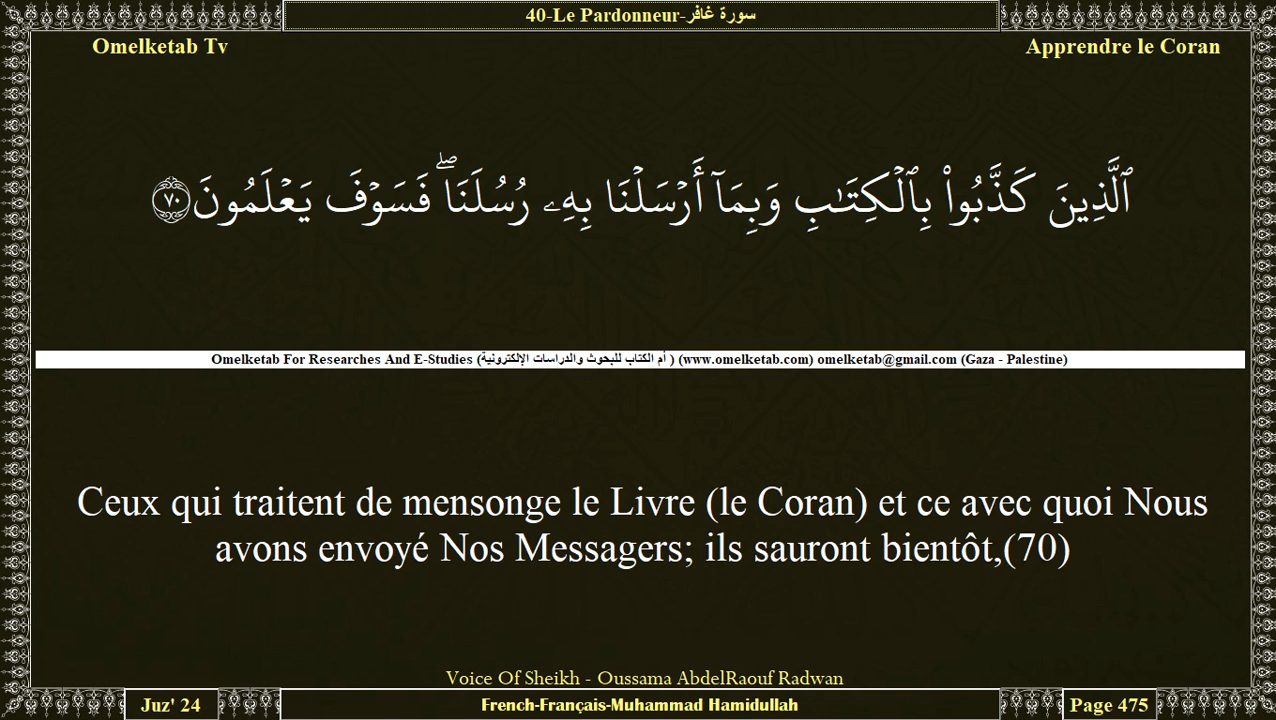 40-Le Pardonneur-سورة غافر
Omelketab Tv
Apprendre le Coran
ٱلَّذِينَ كَذَّبُوا۟ بِٱلْكِتَـٰبِ وَبِمَآ أَرْسَلْنَا بِهِۦ رُسُلَنَا ۖ فَسَوْفَ يَعْلَمُونَ ٧٠
Omelketab For Researches And E-Studies (أم الكتاب للبحوث والدراسات الإلكترونية ) (www.omelketab.com) omelketab@gmail.com (Gaza - Palestine)
Ceux qui traitent de mensonge le Livre (le Coran) et ce avec quoi Nous
avons envoyé Nos Messagers; ils sauront bientôt,(70)
Voice Of Sheikh - Oussama AbdelRaouf Radwan
Juz' 24
French-Français-Muhammad Hamidullah
Page 475